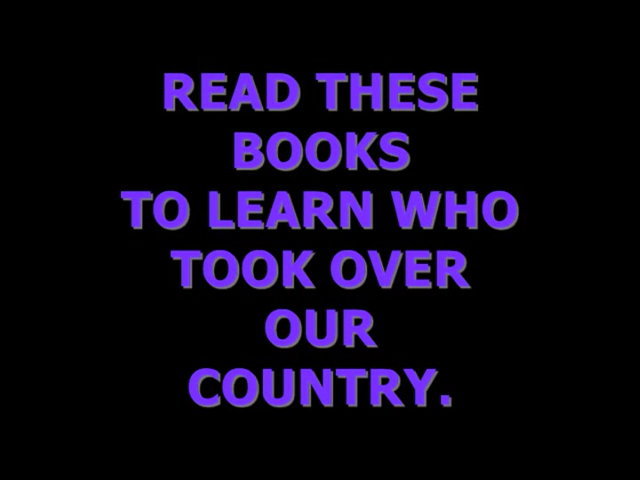 READ THESE
BOOKS
TO LEARN WHO
TOOK OVER
OUR
COUNTRY.